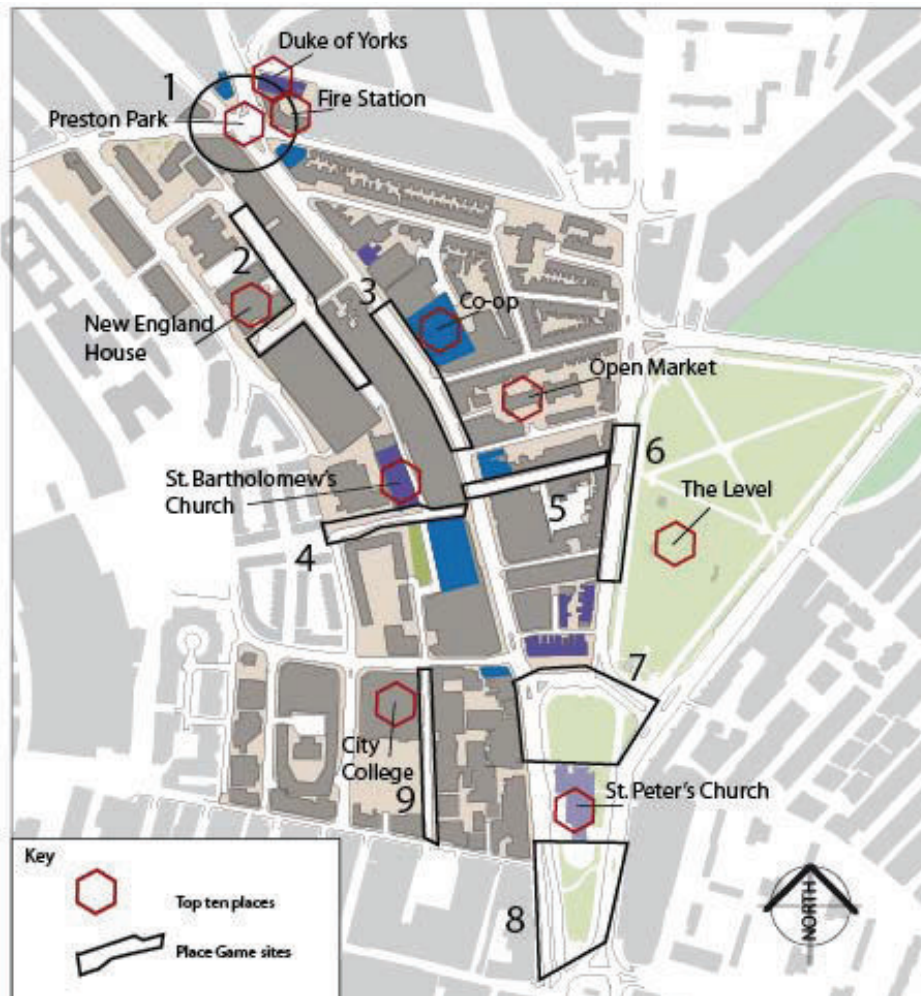 Duke of Yorks
1
Fire Station
Preston Park
2
3
Co-op
New England
House
Open Market
6
St. Bartholomew's
Church
5
The Level
4
7
City
College
9
St. Peter's Church
8
Key
Top ten places
Place Game sites
NORTH